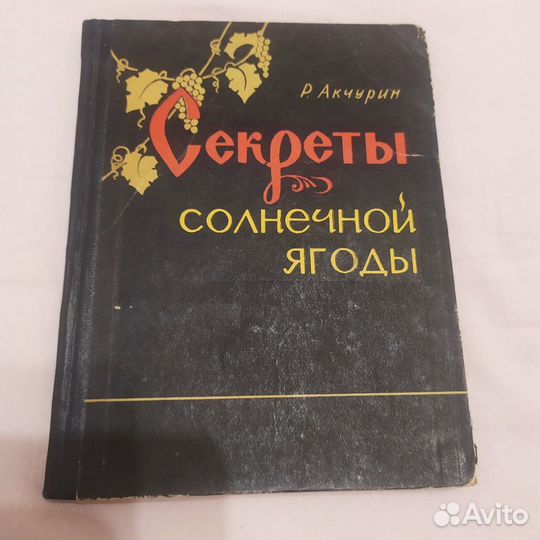 Р. Акчурин
Секреты
солнечной
ягоды
Avito